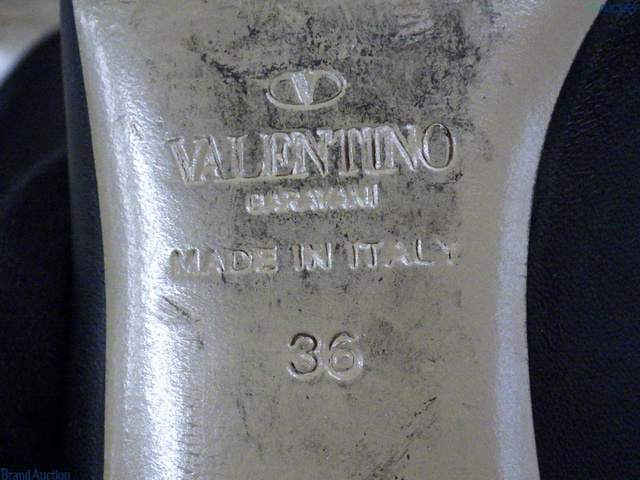 V
VALENTINO
GARAVANI
MADE IN ITALY
36
Brand Auction